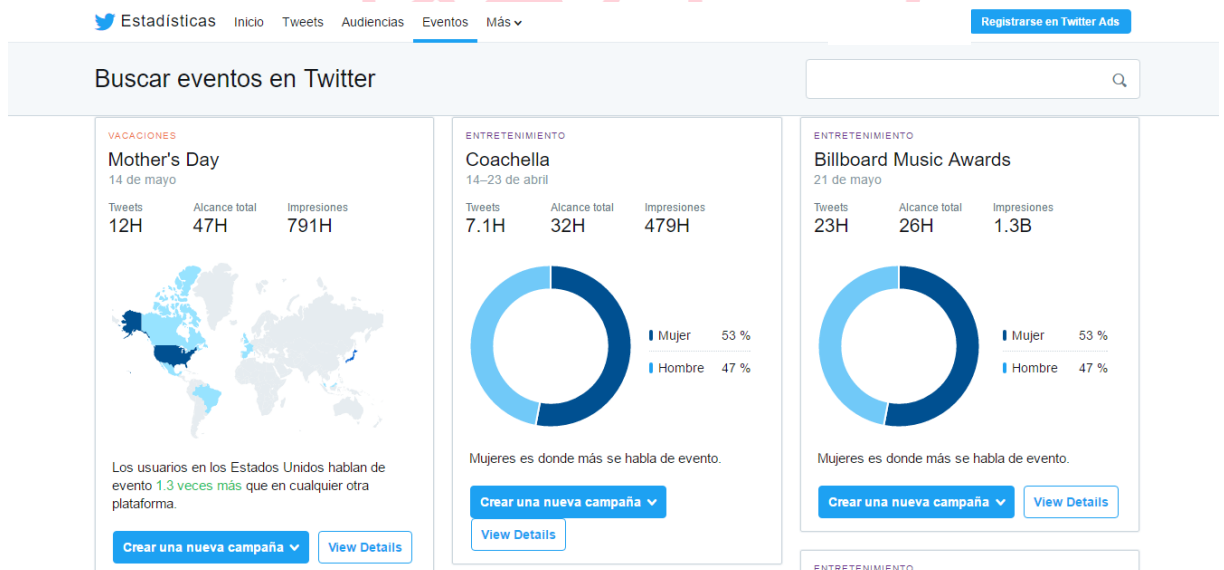 Estadísticas Inicio Tweets Audiencias Eventos Más Registrarse en Twitter Ads
Buscar eventos en Twitter
VACACIONES
Mother's Day
14 de mayo
Tweets Alcance total Impresiones
12H 47H 791H
Los usuarios en los Estados Unidos hablan de
evento 1.3 veces más que en cualquier otra
plataforma.
Crear una nueva campaña View Details
ENTRETENIMIENTO
Coachella
14–23 de abril
Tweets Alcance total Impresiones
7.1H 32H 479H
Mujer 53 %
Hombre 47 %
Mujeres es donde más se habla de evento.
Crear una nueva campaña
View Details
ENTRETENIMIENTO
Billboard Music Awards
21 de mayo
Tweets Alcance total Impresiones
23H 26H 1.3B
Mujer 53 %
Hombre 47 %
Mujeres es donde más se habla de evento.
Crear una nueva campaña View Details
ENTRETENIMIENTO